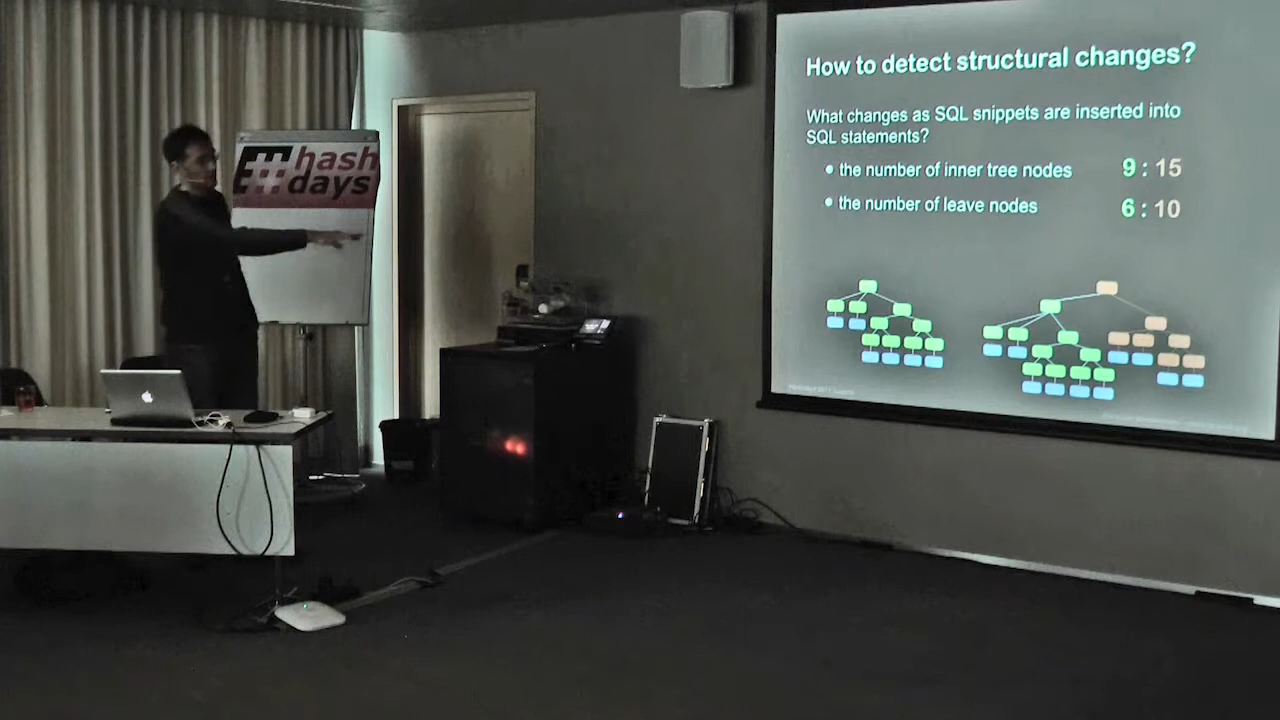 hash
days
How to detect structural changes?
What changes as SQL snippets are inserted into
SQL statements?
• the number of inner tree nodes 9 : 15
• the number of leave nodes 6 : 10